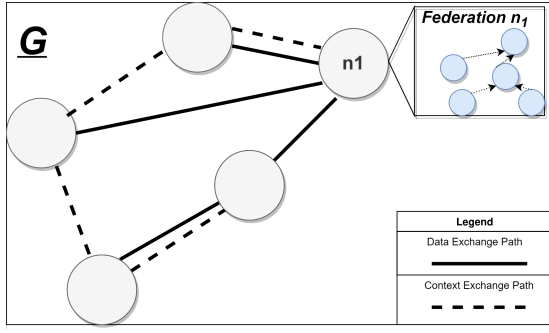 G
n1
Federation n1
Legend
Data Exchange Path
Context Exchange Path